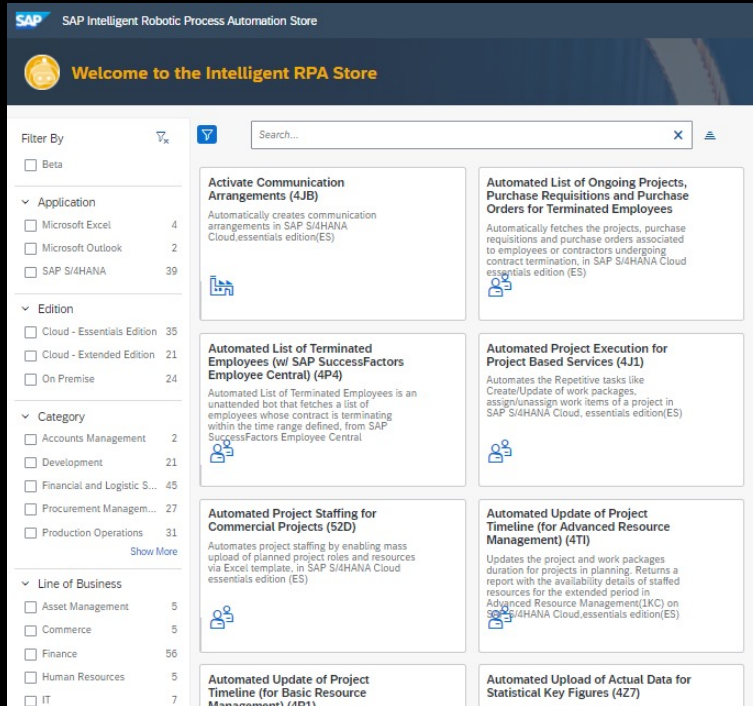 SAP SAP Intelligent Robotic Process Automation Store
Welcome to the Intelligent RPA Store
Filter By
Beta
Application
Microsoft Excel 4
Microsoft Outlook 2
SAP S/4HANA 39
Edition
Cloud - Essentials Edition 35
Cloud - Extended Edition 21
On Premise 24
Category
Accounts Management 2
Development 21
Financial and Logistic S... 45
Procurement Managem... 27
Production Operations 31
Show More
Line of Business
Asset Management 5
Commerce 5
Finance 56
Human Resources 5
IT 7
Search...
Activate Communication
Arrangements (4JB)
Automatically creates communication
arrangements in SAP S/4HANA
Cloud,essentials edition(ES)
Automated List of Ongoing Projects,
Purchase Requisitions and Purchase
Orders for Terminated Employees
Automatically fetches the projects, purchase
requisitions and purchase orders associated
to employees or contractors undergoing
contract termination, in SAP S/4HANA Cloud
essentials edition (ES)
Automated List of Terminated
Employees (w/ SAP SuccessFactors
Employee Central) (4P4)
Automated List of Terminated Employees is an
unattended bot that fetches a list of
employees whose contract is terminating
within the time range defined, from SAP
SuccessFactors Employee Central
Automated Project Execution for
Project Based Services (4J1)
Automates the Repetitive tasks like
Create/Update of work packages,
assign/unassign work items of a project in
SAP S/4HANA Cloud, essentials edition(ES)
Automated Project Staffing for
Commercial Projects (52D)
Automates project staffing by enabling mass
upload of planned project roles and resources
via Excel template, in SAP S/4HANA Cloud
essentials edition (ES)
Automated Update of Project
Timeline (for Advanced Resource
Management) (4TI)
Updates the project and work packages
duration for projects in planning. Returns a
report with the availability details of staffed
resources for the extended period in
Advanced Resource Management(1KC) on
SAP S/4HANA Cloud,essentials edition(ES)
Automated Update of Project
Timeline (for Basic Resource
Management) (4P1)
Automated Upload of Actual Data for
Statistical Key Figures (4Z7)